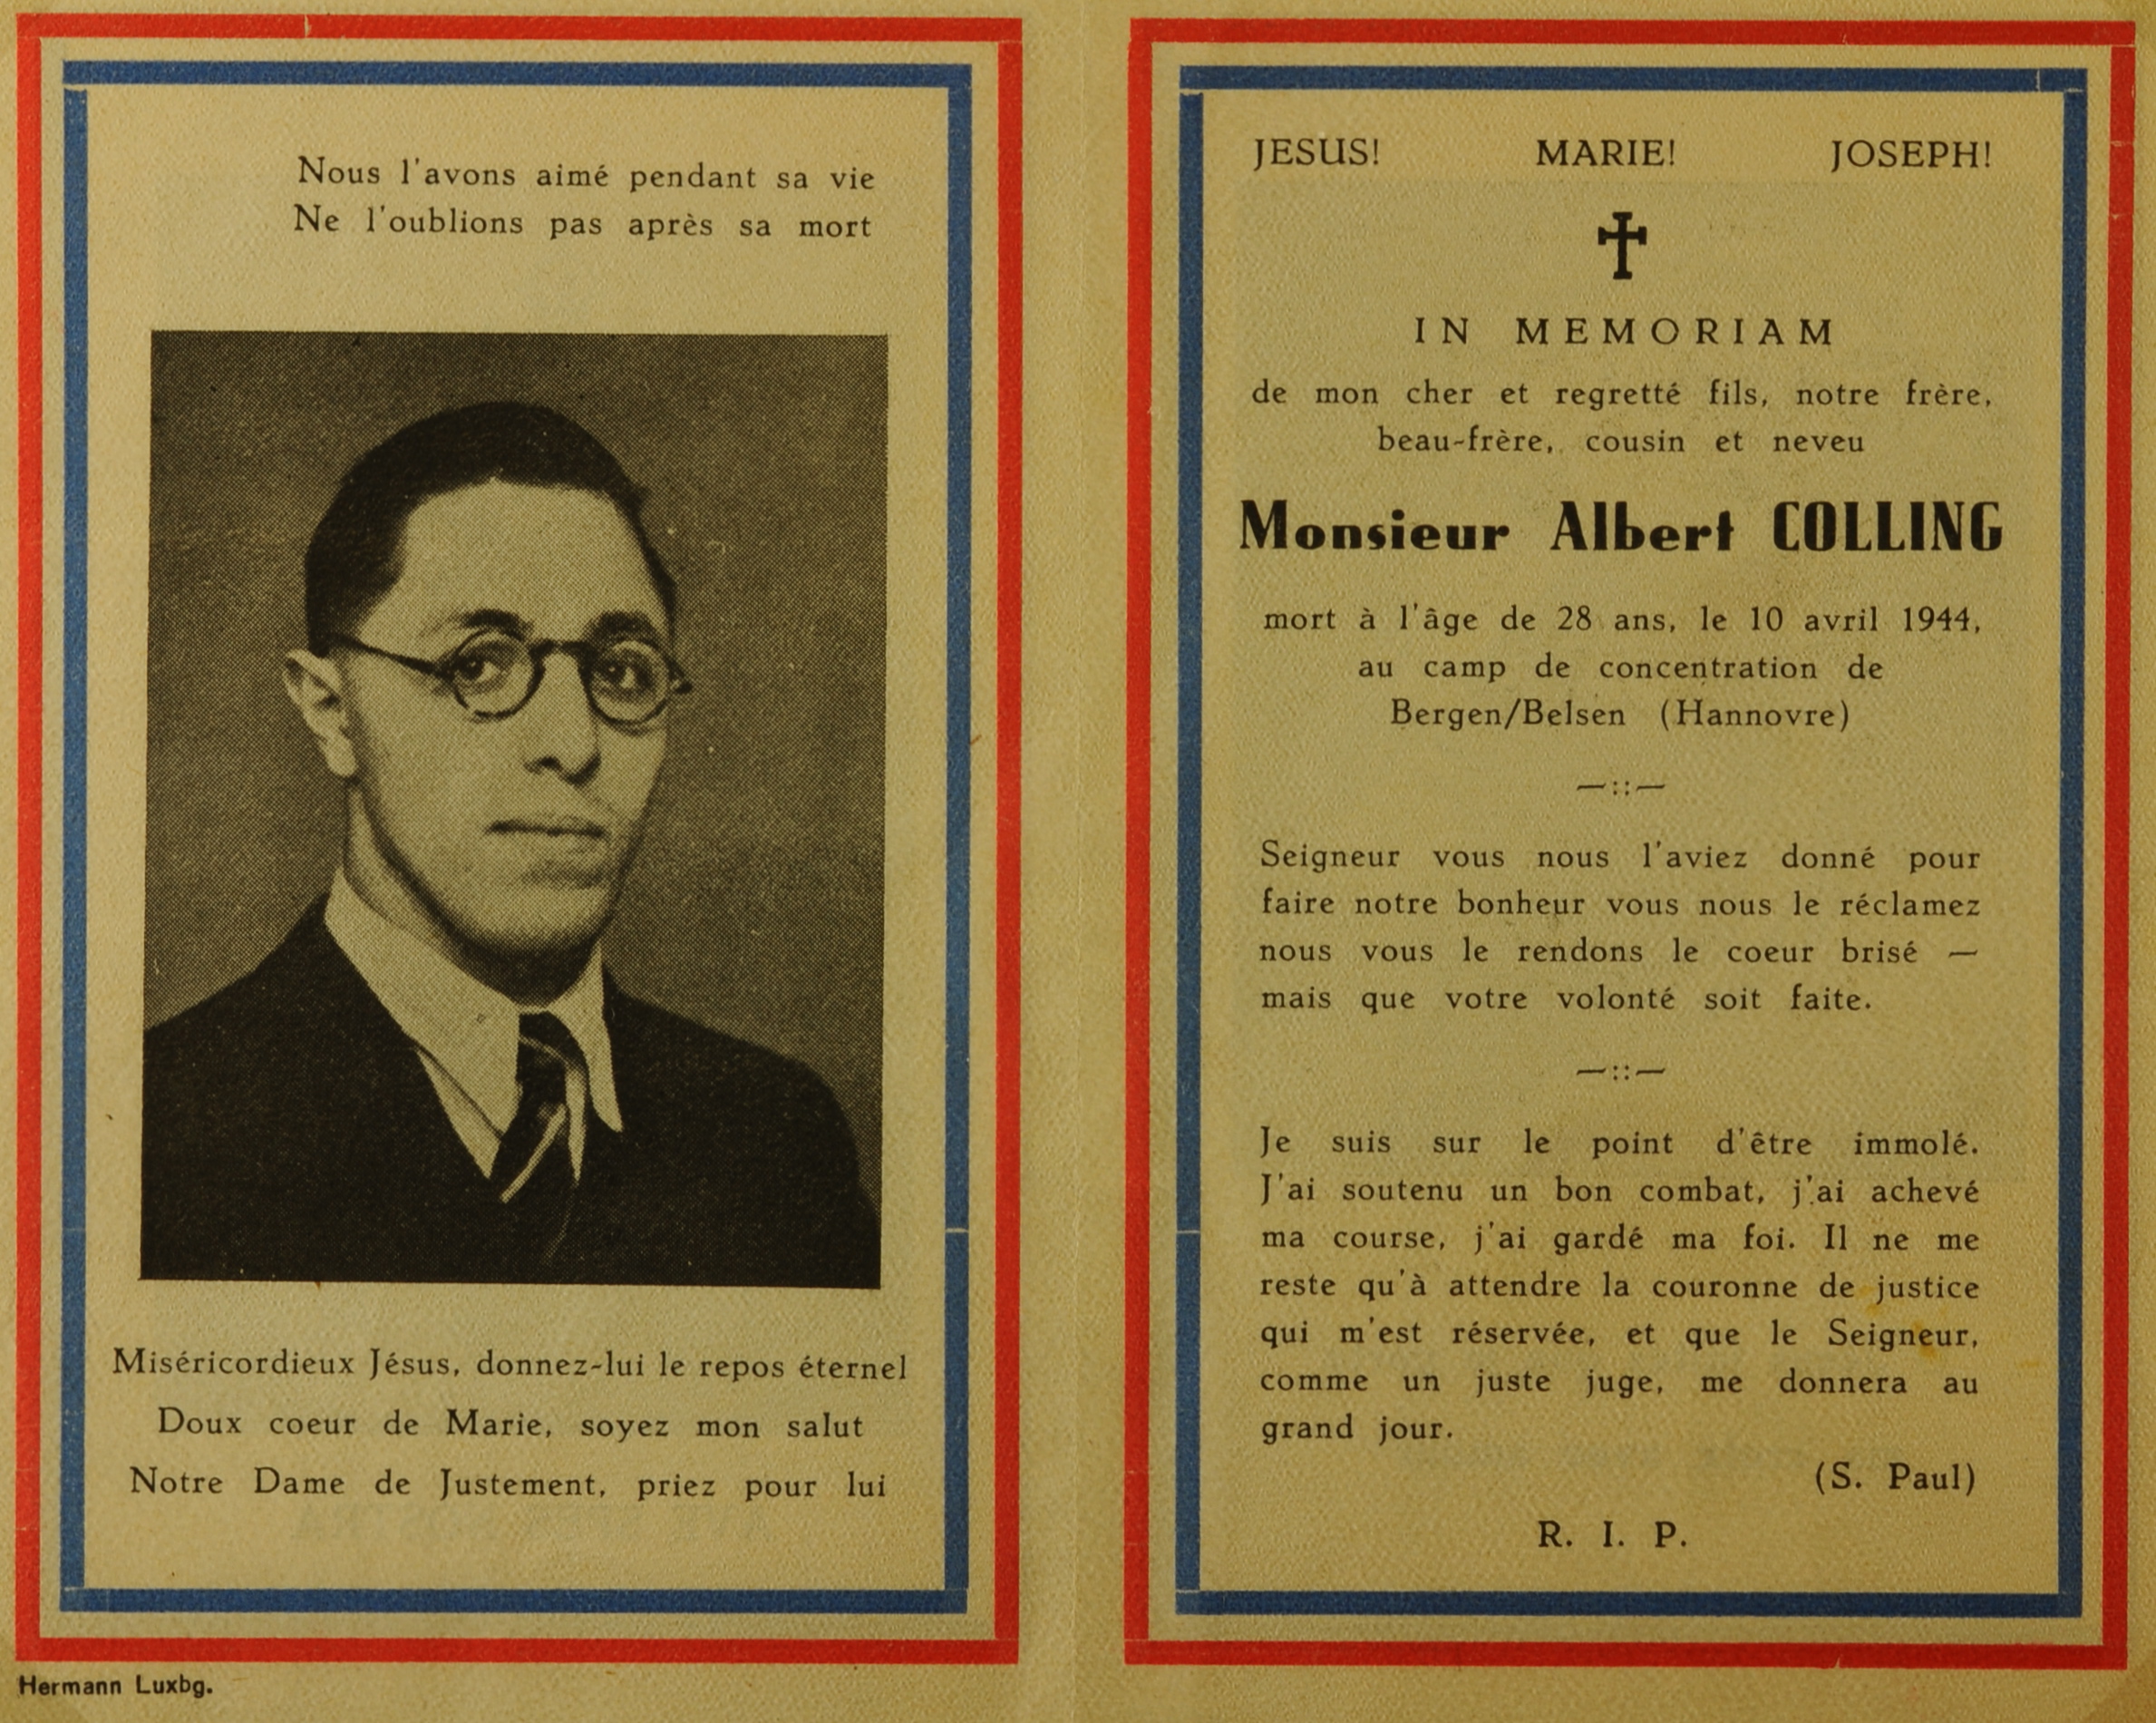 Nous l'avons aimé pendant sa vie
Ne l'oublions pas après sa mort
Miséricordieux Jésus, donnez-lui le repos éternel
Doux coeur de Marie, soyez mon salut
Notre Dame de Justement, priez pour lui
Hermann Luxbg.
JESUS! MARIE! JOSEPH!
IN MEMORIAM
de mon cher et regretté fils, notre frère,
beau-frère, cousin et neveu
Monsieur Albert COLLING
mort à l'âge de 28 ans, le 10 avril 1944,
au camp de concentration de
Bergen/Belsen (Hannovre)
—::—
Seigneur vous nous l'aviez donné pour
faire notre bonheur vous nous le réclamez
nous vous le rendons le coeur brisé —
mais que votre volonté soit faite.
—::—
Je suis sur le point d'être immolé.
J'ai soutenu un bon combat, j'ai achevé
ma course, j'ai gardé ma foi. Il ne me
reste qu'à attendre la couronne de justice
qui m'est réservée, et que le Seigneur,
comme un juste juge, me donnera au
grand jour.
(S. Paul)
R. I. P.